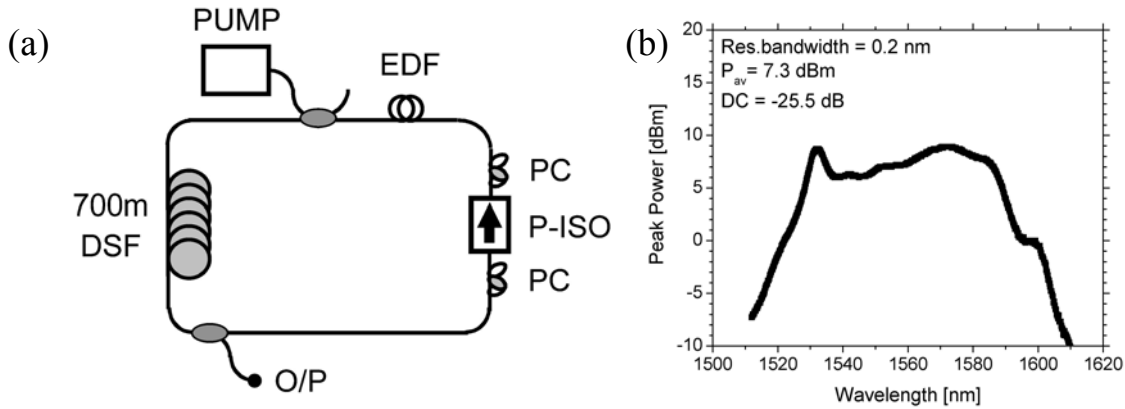 (a)
PUMP
EDF
PC
P-ISO
PC
700m
DSF
O/P
(b)
Res.bandwidth = 0.2 nm
P_av = 7.3 dBm
DC = -25.5 dB
Peak Power [dBm]
20
15
10
5
0
-5
-10
1500 1520 1540 1560 1580 1600 1620
Wavelength [nm]